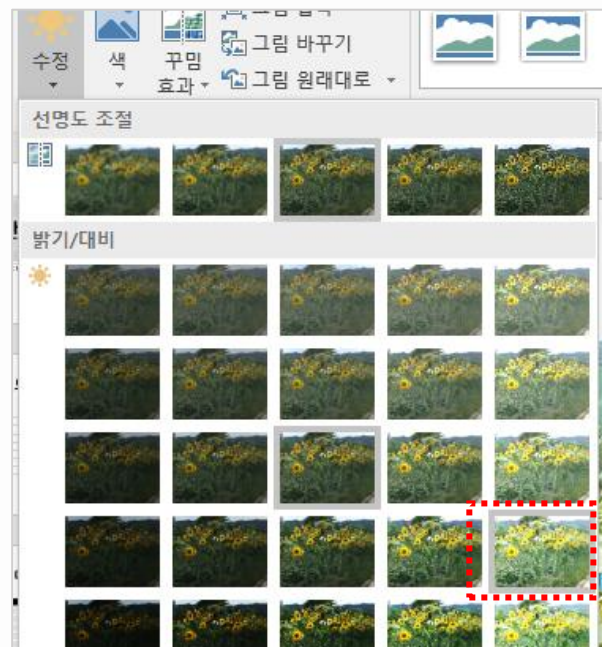 그림 바꾸기
수정
색
꾸밈
효과
그림 원래대로
선명도 조절
밝기/대비